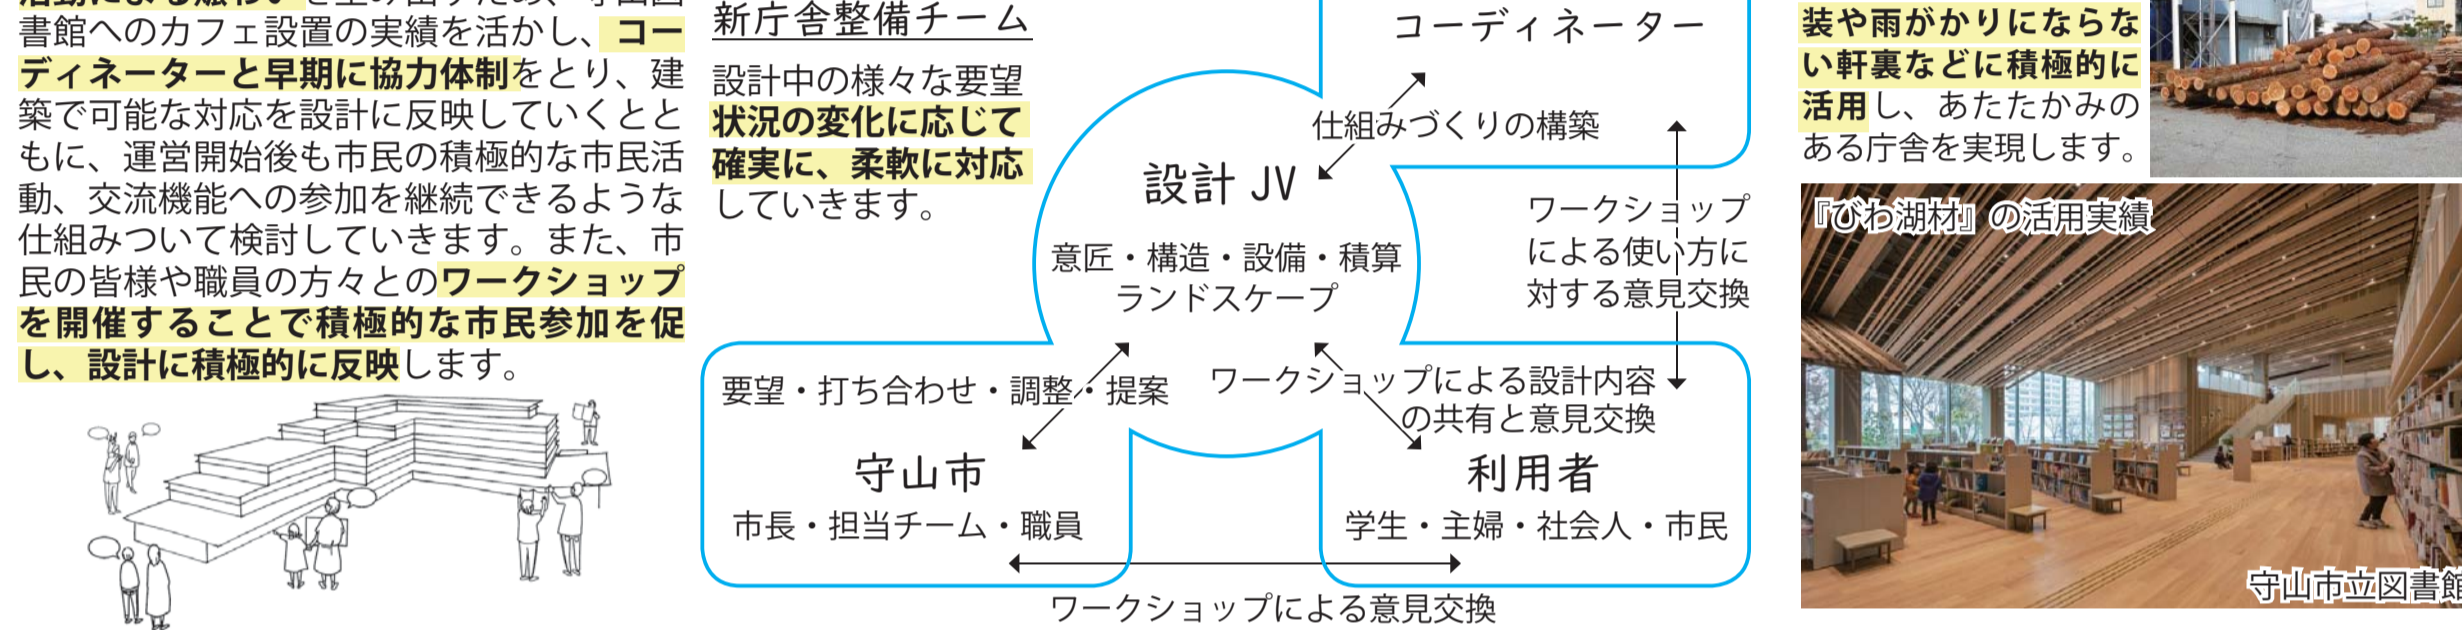 を生み出すため、守山図
書館へのカフェ設置の実績を活かし、コー
ディネーターと早期に協力体制をとり、建
築で可能な対応を設計に反映していくとと
もに、運営開始後も市民の積極的な市民活
動、交流機能への参加を継続できるような
仕組みついて検討していきます。また、市
民の皆様や職員の方々とのワークショップ
を開催することで積極的な市民参加を促
し、設計に積極的に反映します。
新庁舎整備チーム
設計中の様々な要望
状況の変化に応じて
確実に、柔軟に対応
していきます。
コーディネーター
仕組みづくりの構築
設計 JV
意匠・構造・設備・積算
ランドスケープ
ワークショップ
による使い方に
対する意見交換
要望・打ち合わせ・調整・提案
守山市
市長・担当チーム・職員
ワークショップによる設計内容
の共有と意見交換
利用者
学生・主婦・社会人・市民
ワークショップによる意見交換
装や雨がかりにならな
い軒裏などに積極的に
活用し、あたたかみの
ある庁舎を実現します。
『びわ湖材』の活用実績
守山市立図書館